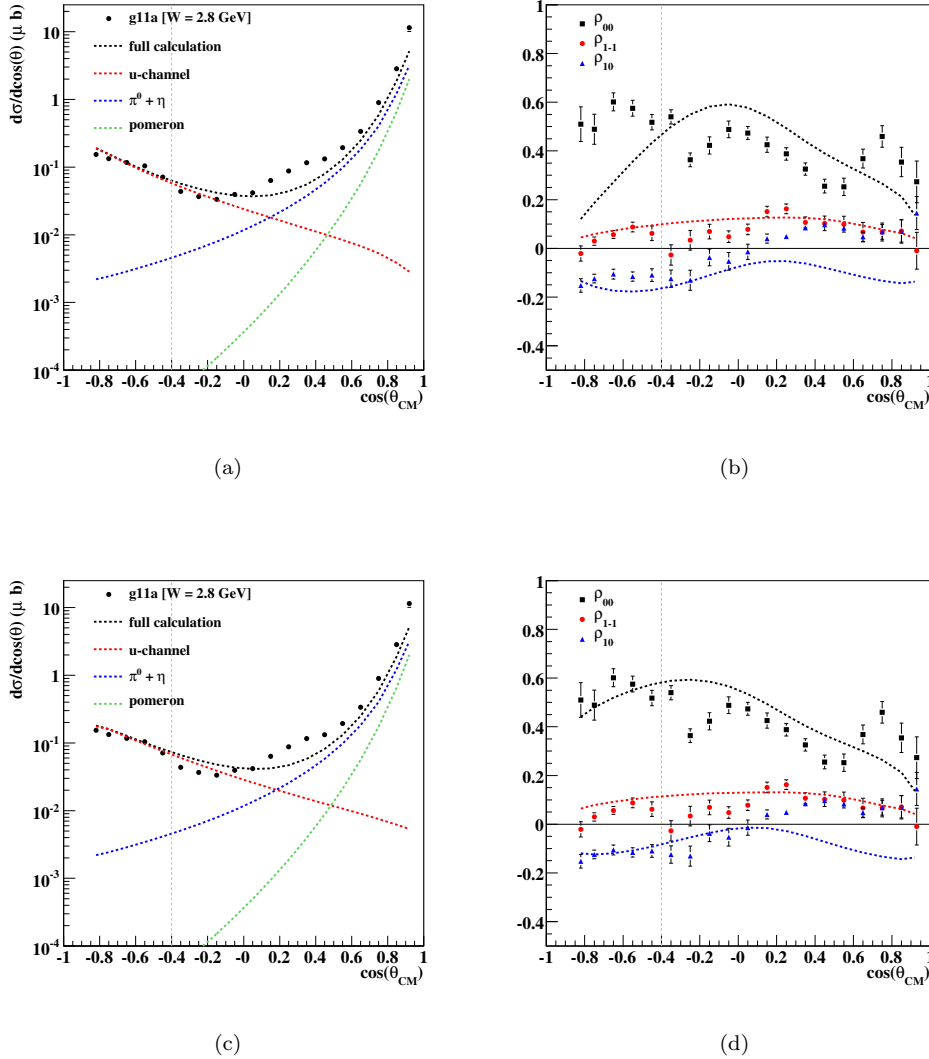 dσ/dcos(θ) (μ b)
g11a [W = 2.8 GeV]
full calculation
u-channel
π⁰ + η
pomeron
10
1
10⁻¹
10⁻²
10⁻³
10⁻⁴
-1 -0.8 -0.6 -0.4 -0.2 -0 0.2 0.4 0.6 0.8 1
cos(θ_CM)
(a)
ρ₀₀
ρ₁₋₁
ρ₁₀
1
0.8
0.6
0.4
0.2
0
-0.2
-0.4
-1 -0.8 -0.6 -0.4 -0.2 -0 0.2 0.4 0.6 0.8 1
cos(θ_CM)
(b)
dσ/dcos(θ) (μ b)
g11a [W = 2.8 GeV]
full calculation
u-channel
π⁰ + η
pomeron
10
1
10⁻¹
10⁻²
10⁻³
10⁻⁴
-1 -0.8 -0.6 -0.4 -0.2 -0 0.2 0.4 0.6 0.8 1
cos(θ_CM)
(c)
ρ₀₀
ρ₁₋₁
ρ₁₀
1
0.8
0.6
0.4
0.2
0
-0.2
-0.4
-1 -0.8 -0.6 -0.4 -0.2 -0 0.2 0.4 0.6 0.8 1
cos(θ_CM)
(d)